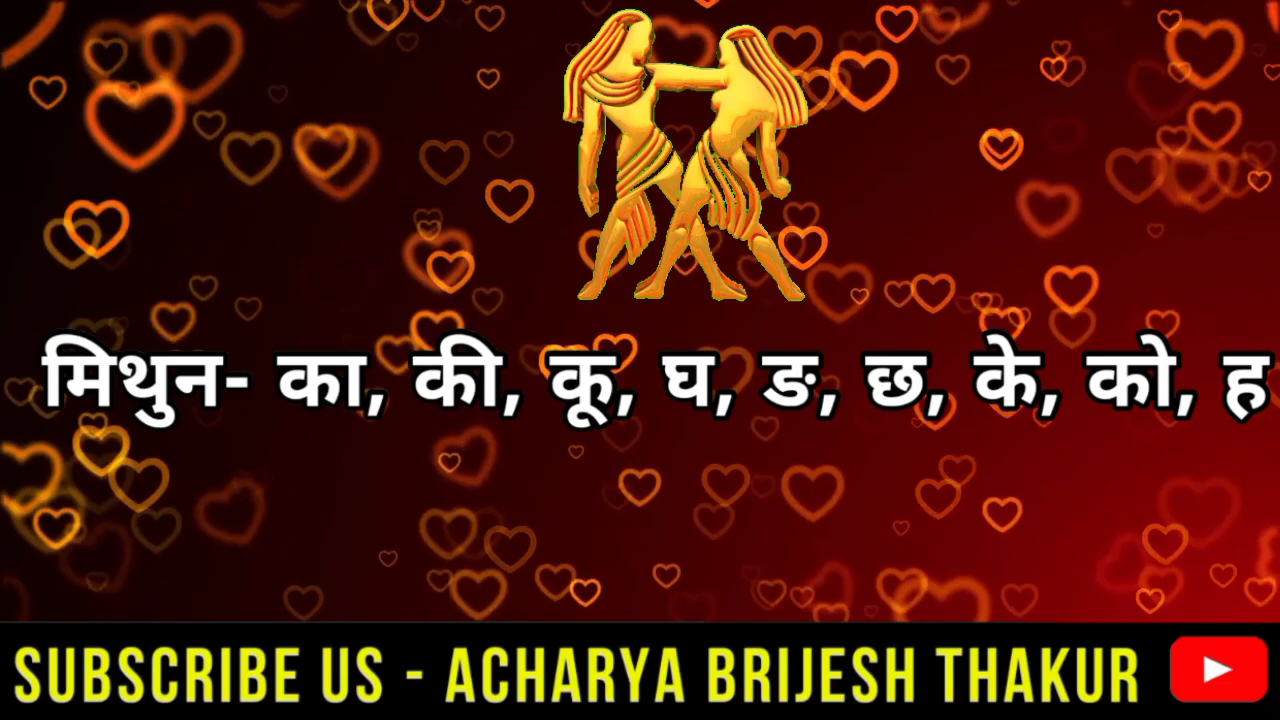 मिथुन- का, की, कू, घ, ङ, छ, के, को, ह
SUBSCRIBE US - ACHARYA BRIJESH THAKUR